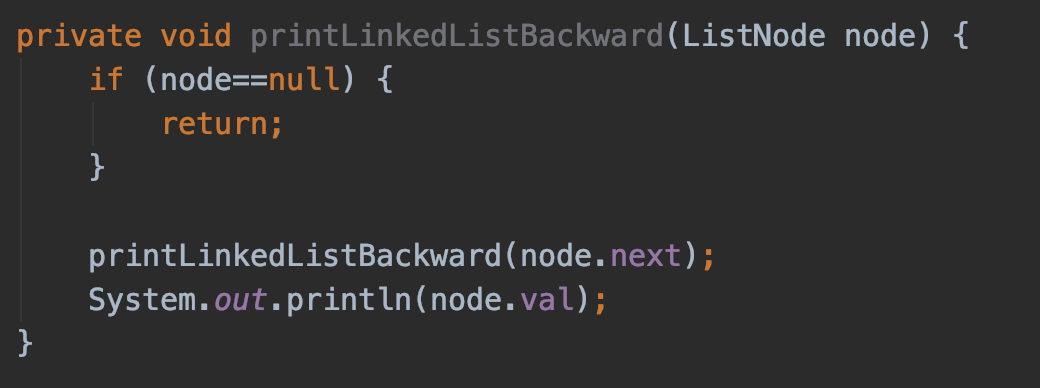 private void printLinkedListBackward(ListNode node) {
    if (node==null) {
        return;
    }

    printLinkedListBackward(node.next);
    System.out.println(node.val);
}